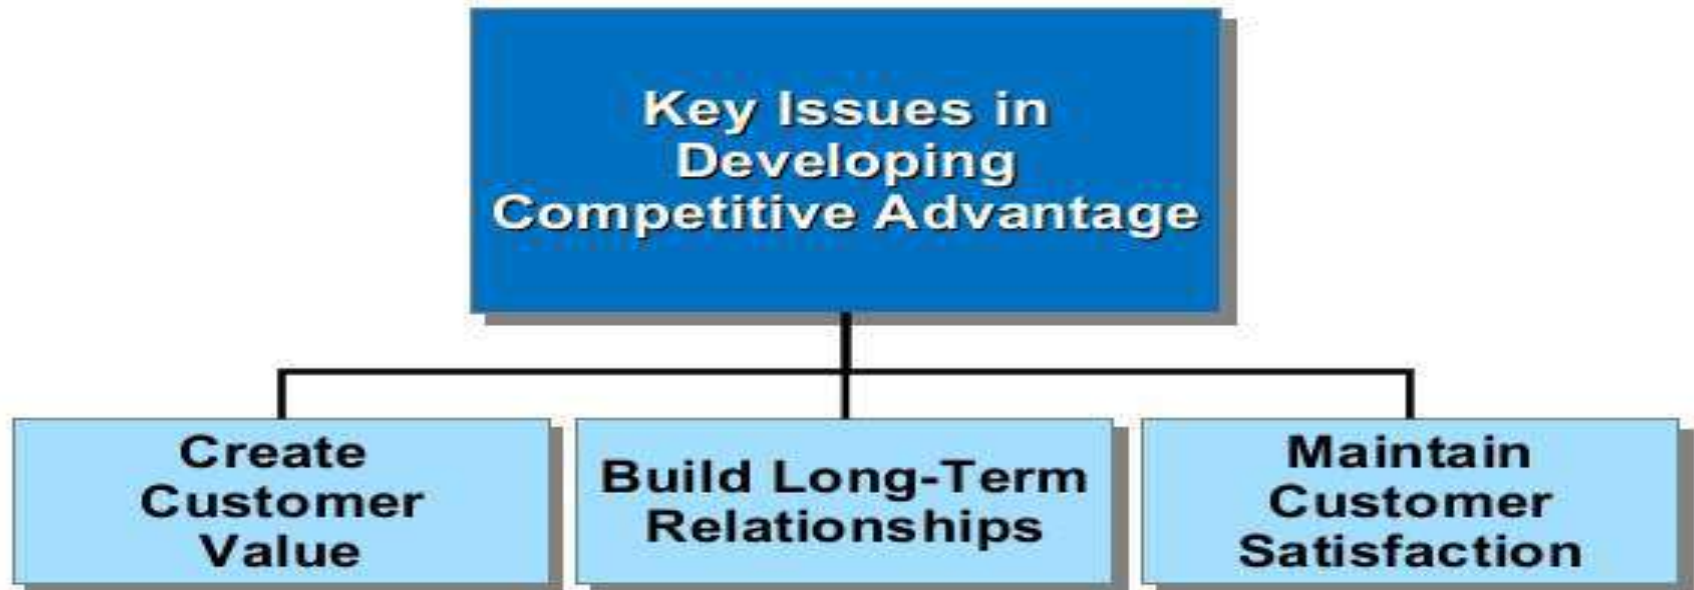 Key Issues in
Developing
Competitive Advantage
Create
Customer
Value
Build Long-Term
Relationships
Maintain
Customer
Satisfaction